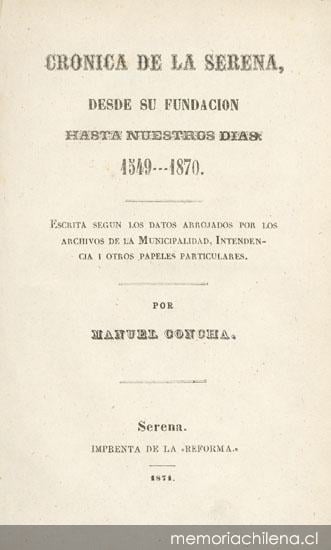 CRONICA DE LA SERENA,
DESDE SU FUNDACION
HASTA NUESTROS DIAS.
1549---1870.
ESCRITA SEGUN LOS DATOS ARROJADOS POR LOS
ARCHIVOS DE LA MUNICIPALIDAD, INTENDEN-
CIA I OTROS PAPELES PARTICULARES.
POR
MANUEL CONCHA.
Serena.
IMPRENTA DE LA «REFORMA.»
1871.
memoriachilena.cl